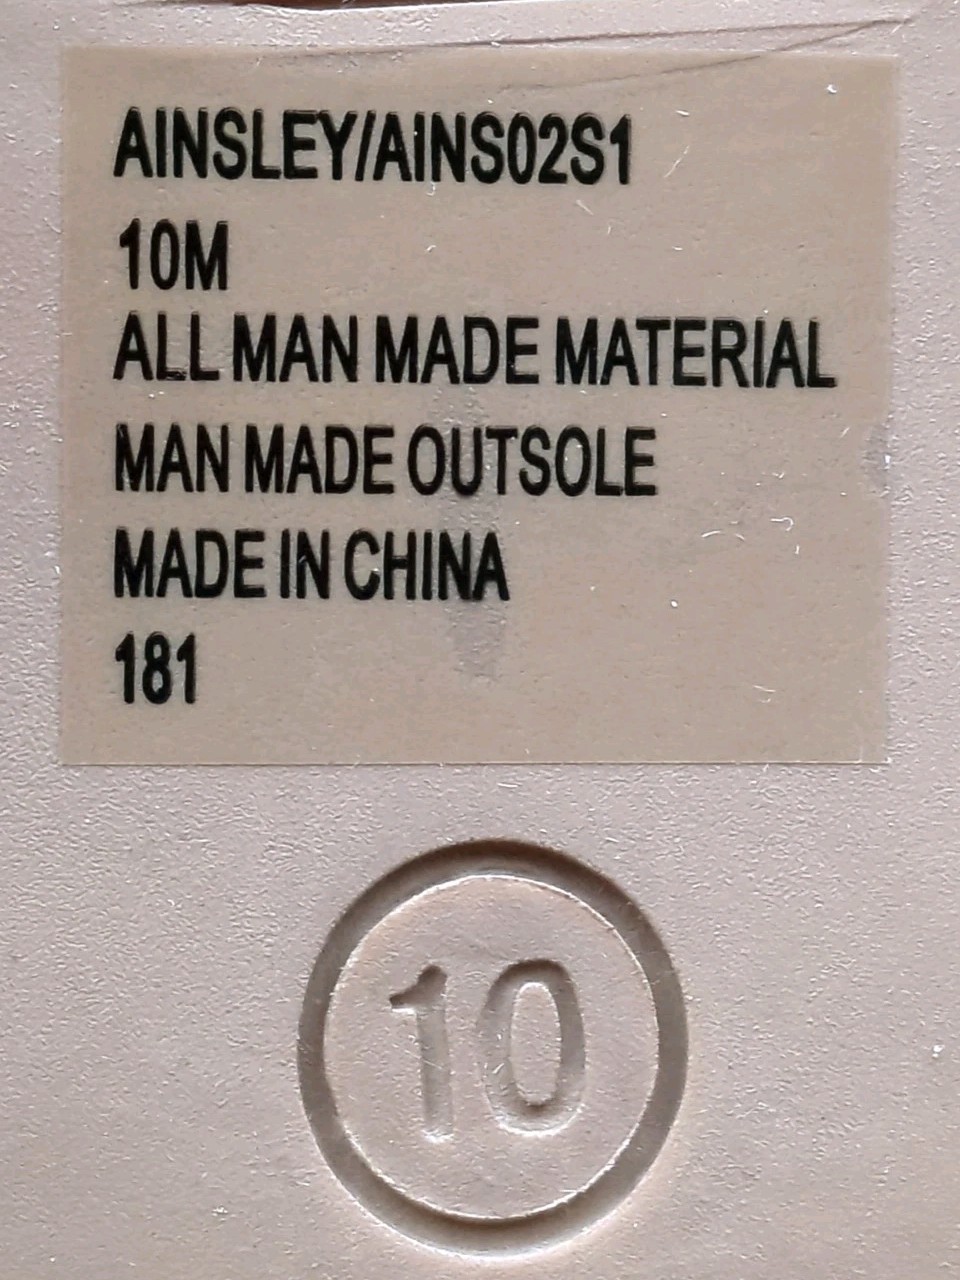 AINSLEY/AINS02S1
10M
ALL MAN MADE MATERIAL
MAN MADE OUTSOLE
MADE IN CHINA
181
10